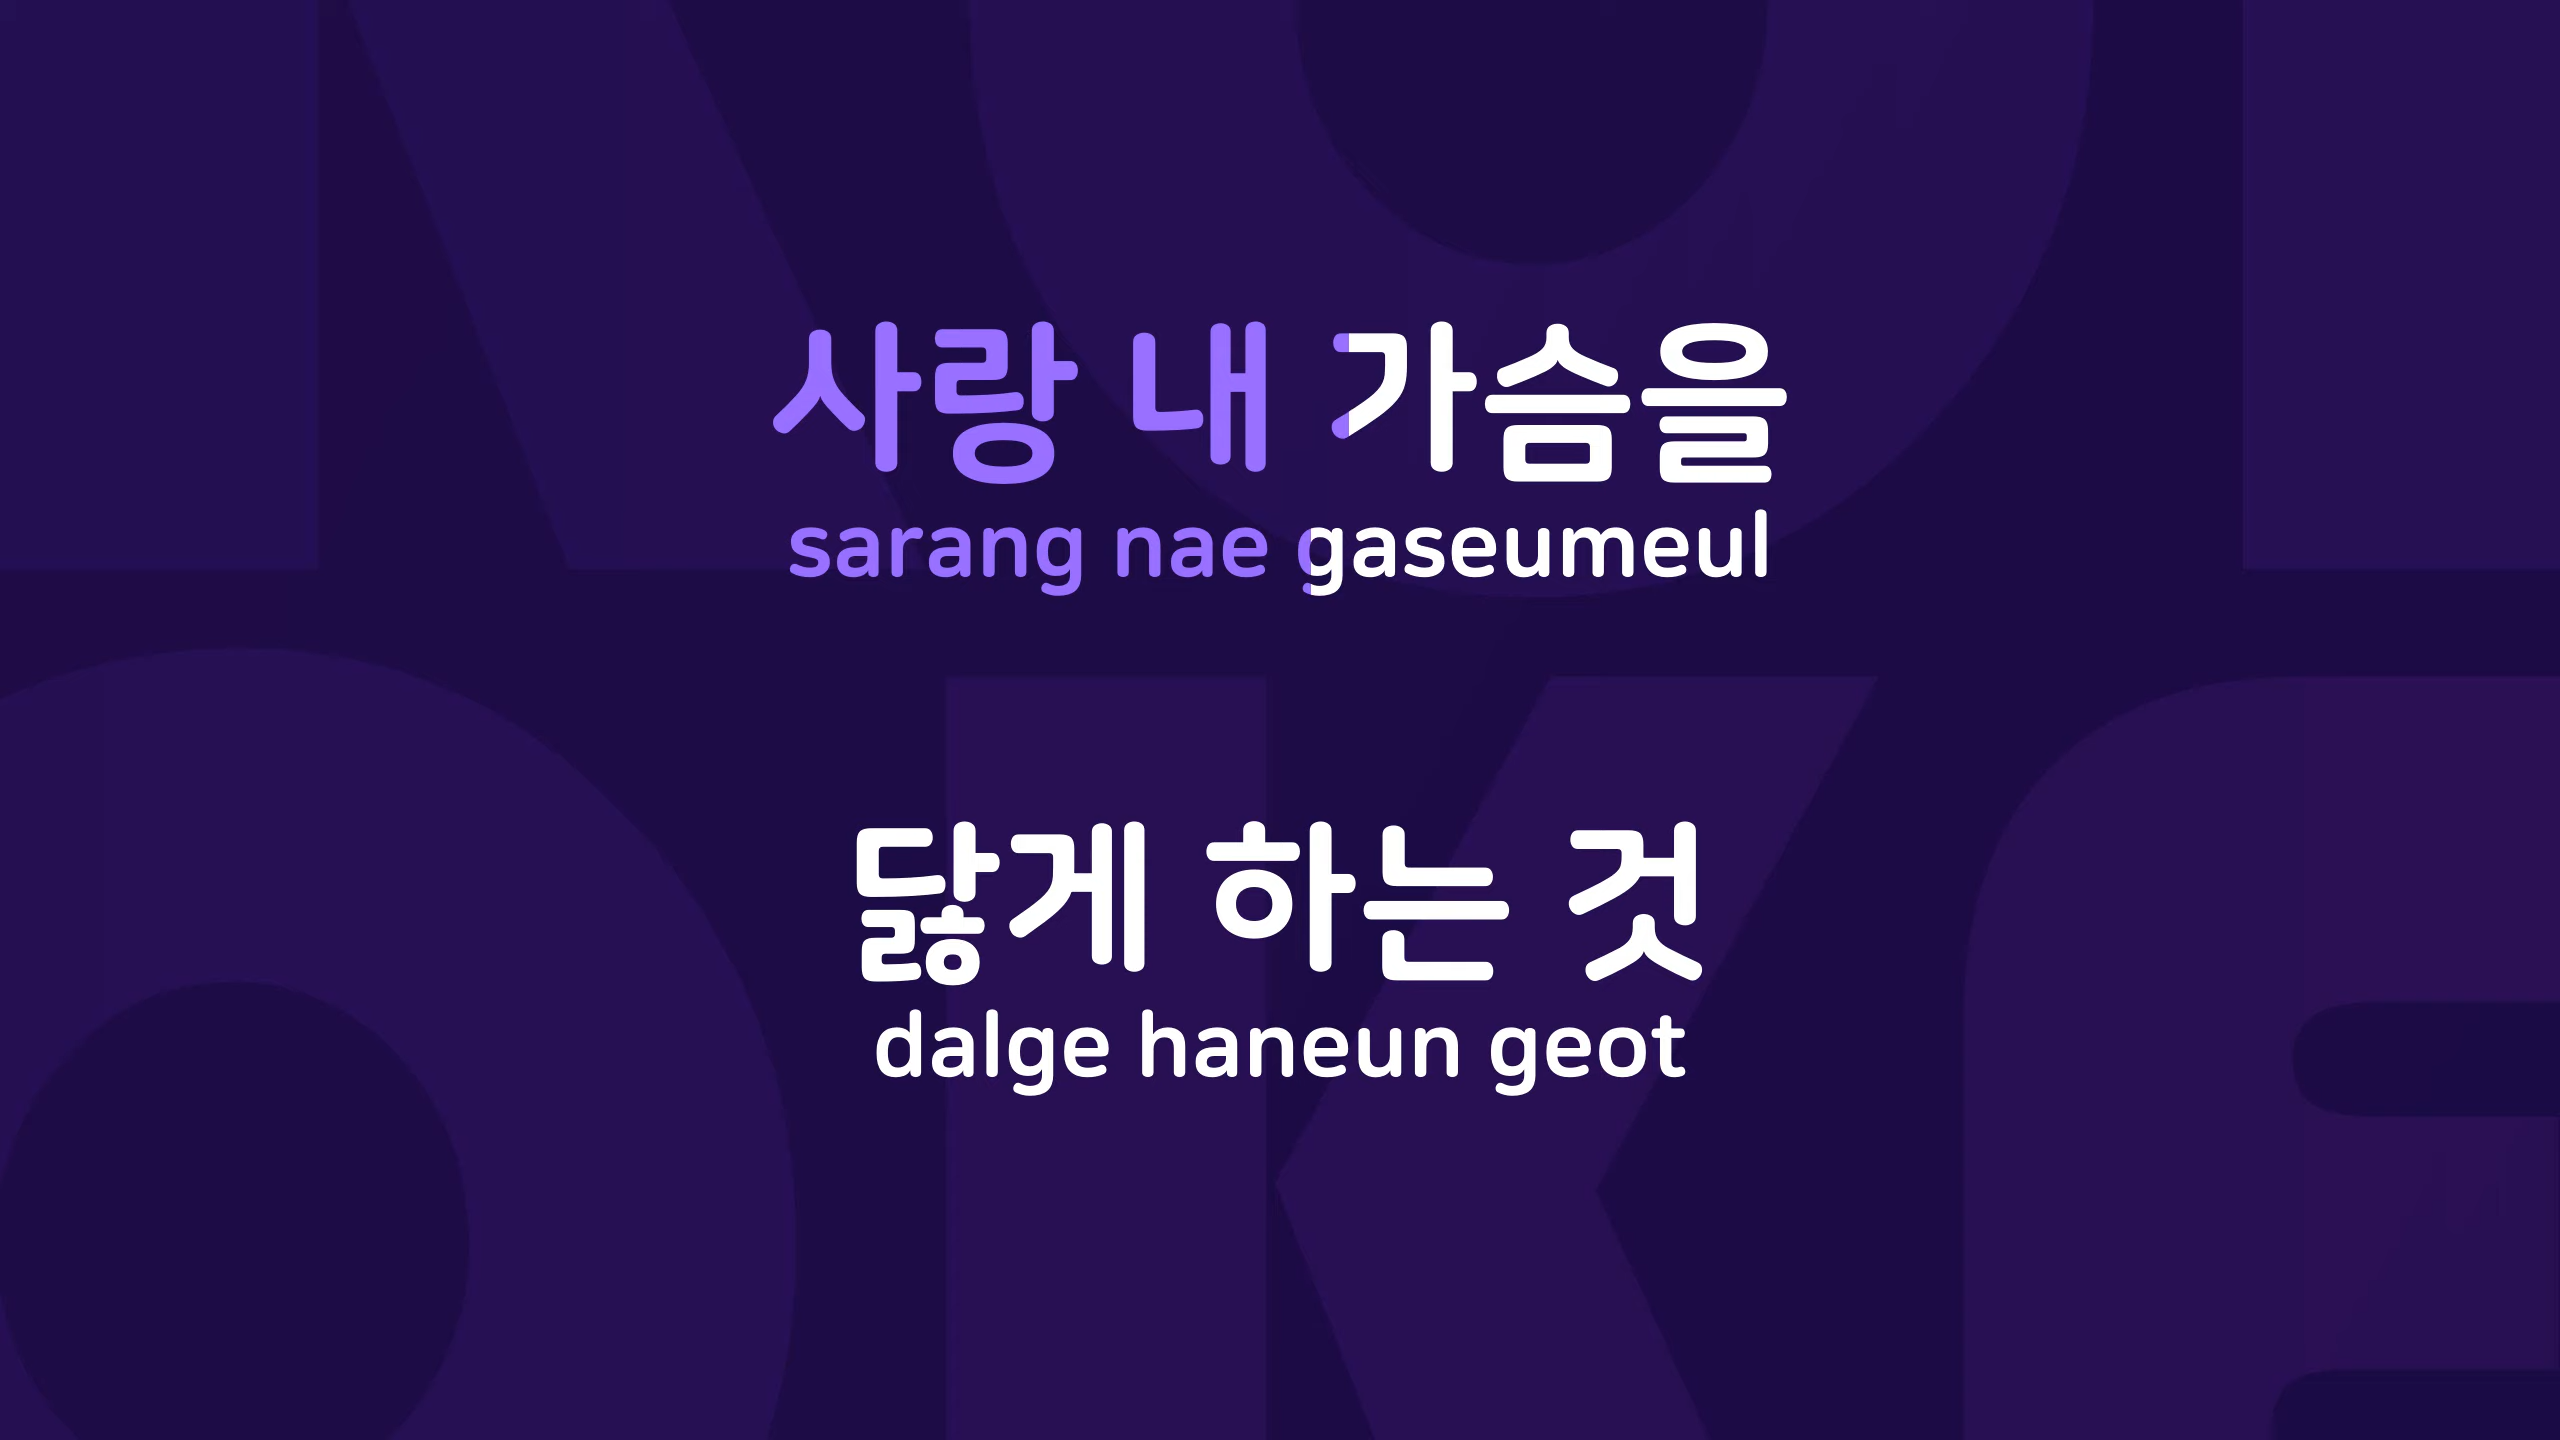 사랑 내 가슴을
sarang nae gaseumeul
닳게 하는 것
dalge haneun geot